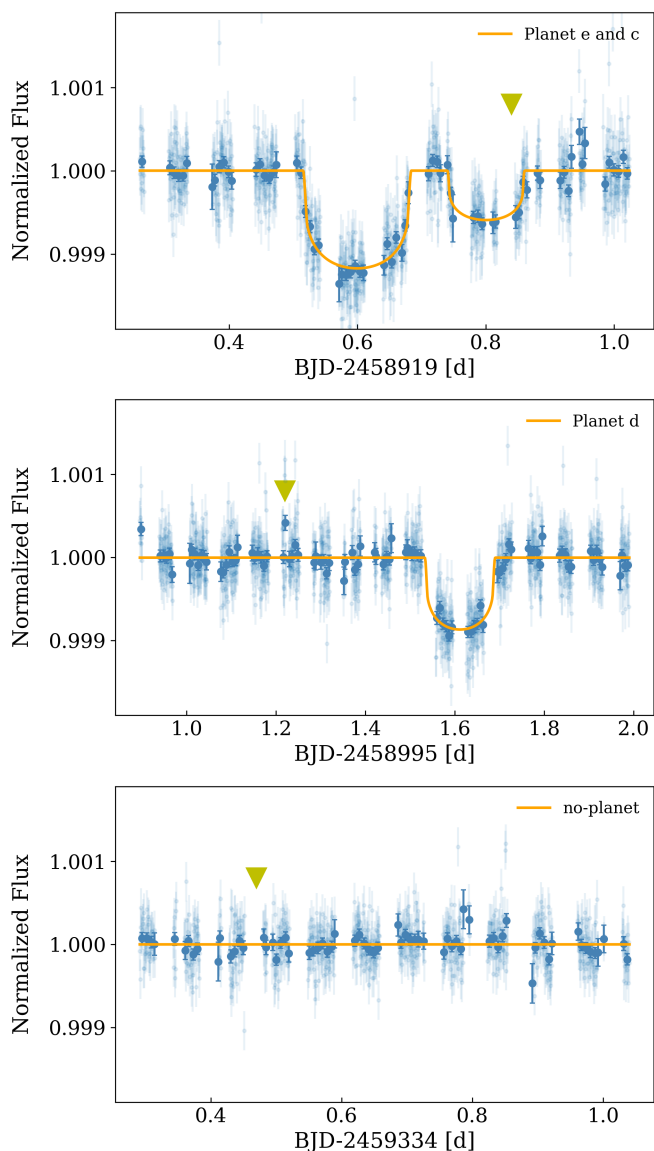 Planet e and c
1.001
1.000
0.999
Normalized Flux
0.4 0.6 0.8 1.0
BJD-2458919 [d]
Planet d
1.001
1.000
0.999
Normalized Flux
1.0 1.2 1.4 1.6 1.8 2.0
BJD-2458995 [d]
no-planet
1.001
1.000
0.999
Normalized Flux
0.4 0.6 0.8 1.0
BJD-2459334 [d]